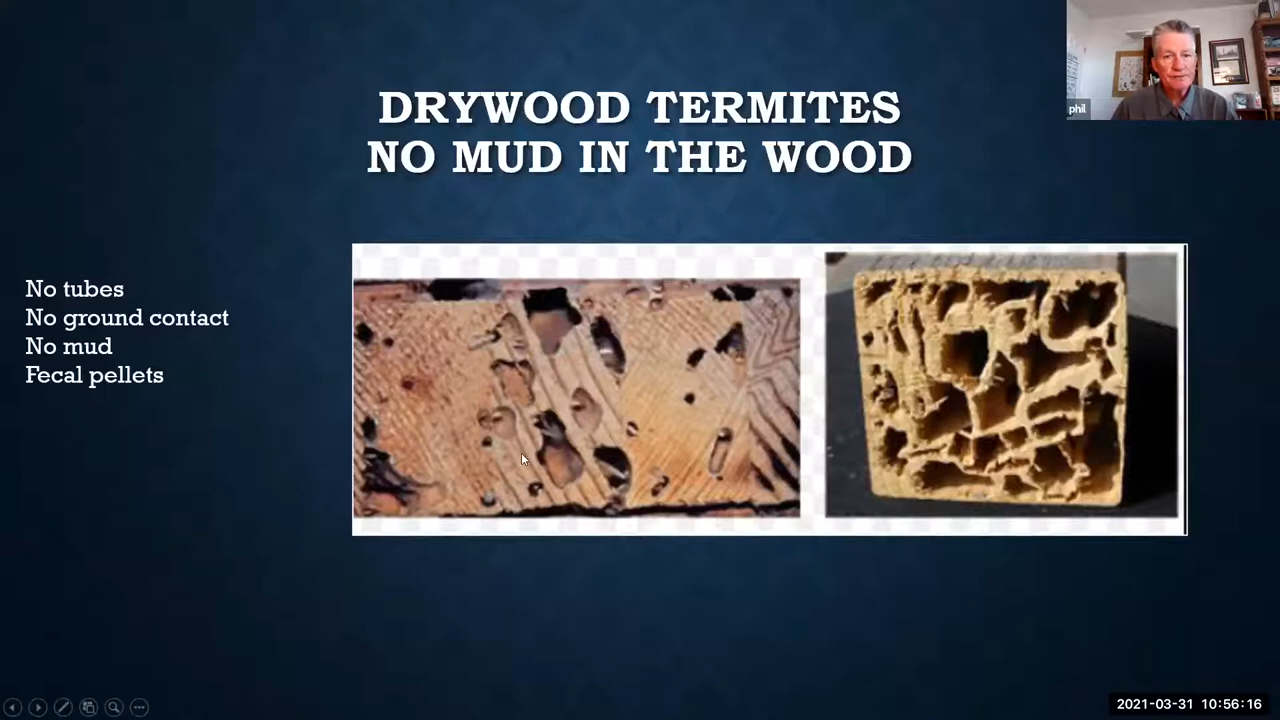 DRYWOOD TERMITES
NO MUD IN THE WOOD
phil
No tubes
No ground contact
No mud
Fecal pellets
2021-03-31 10:56:16